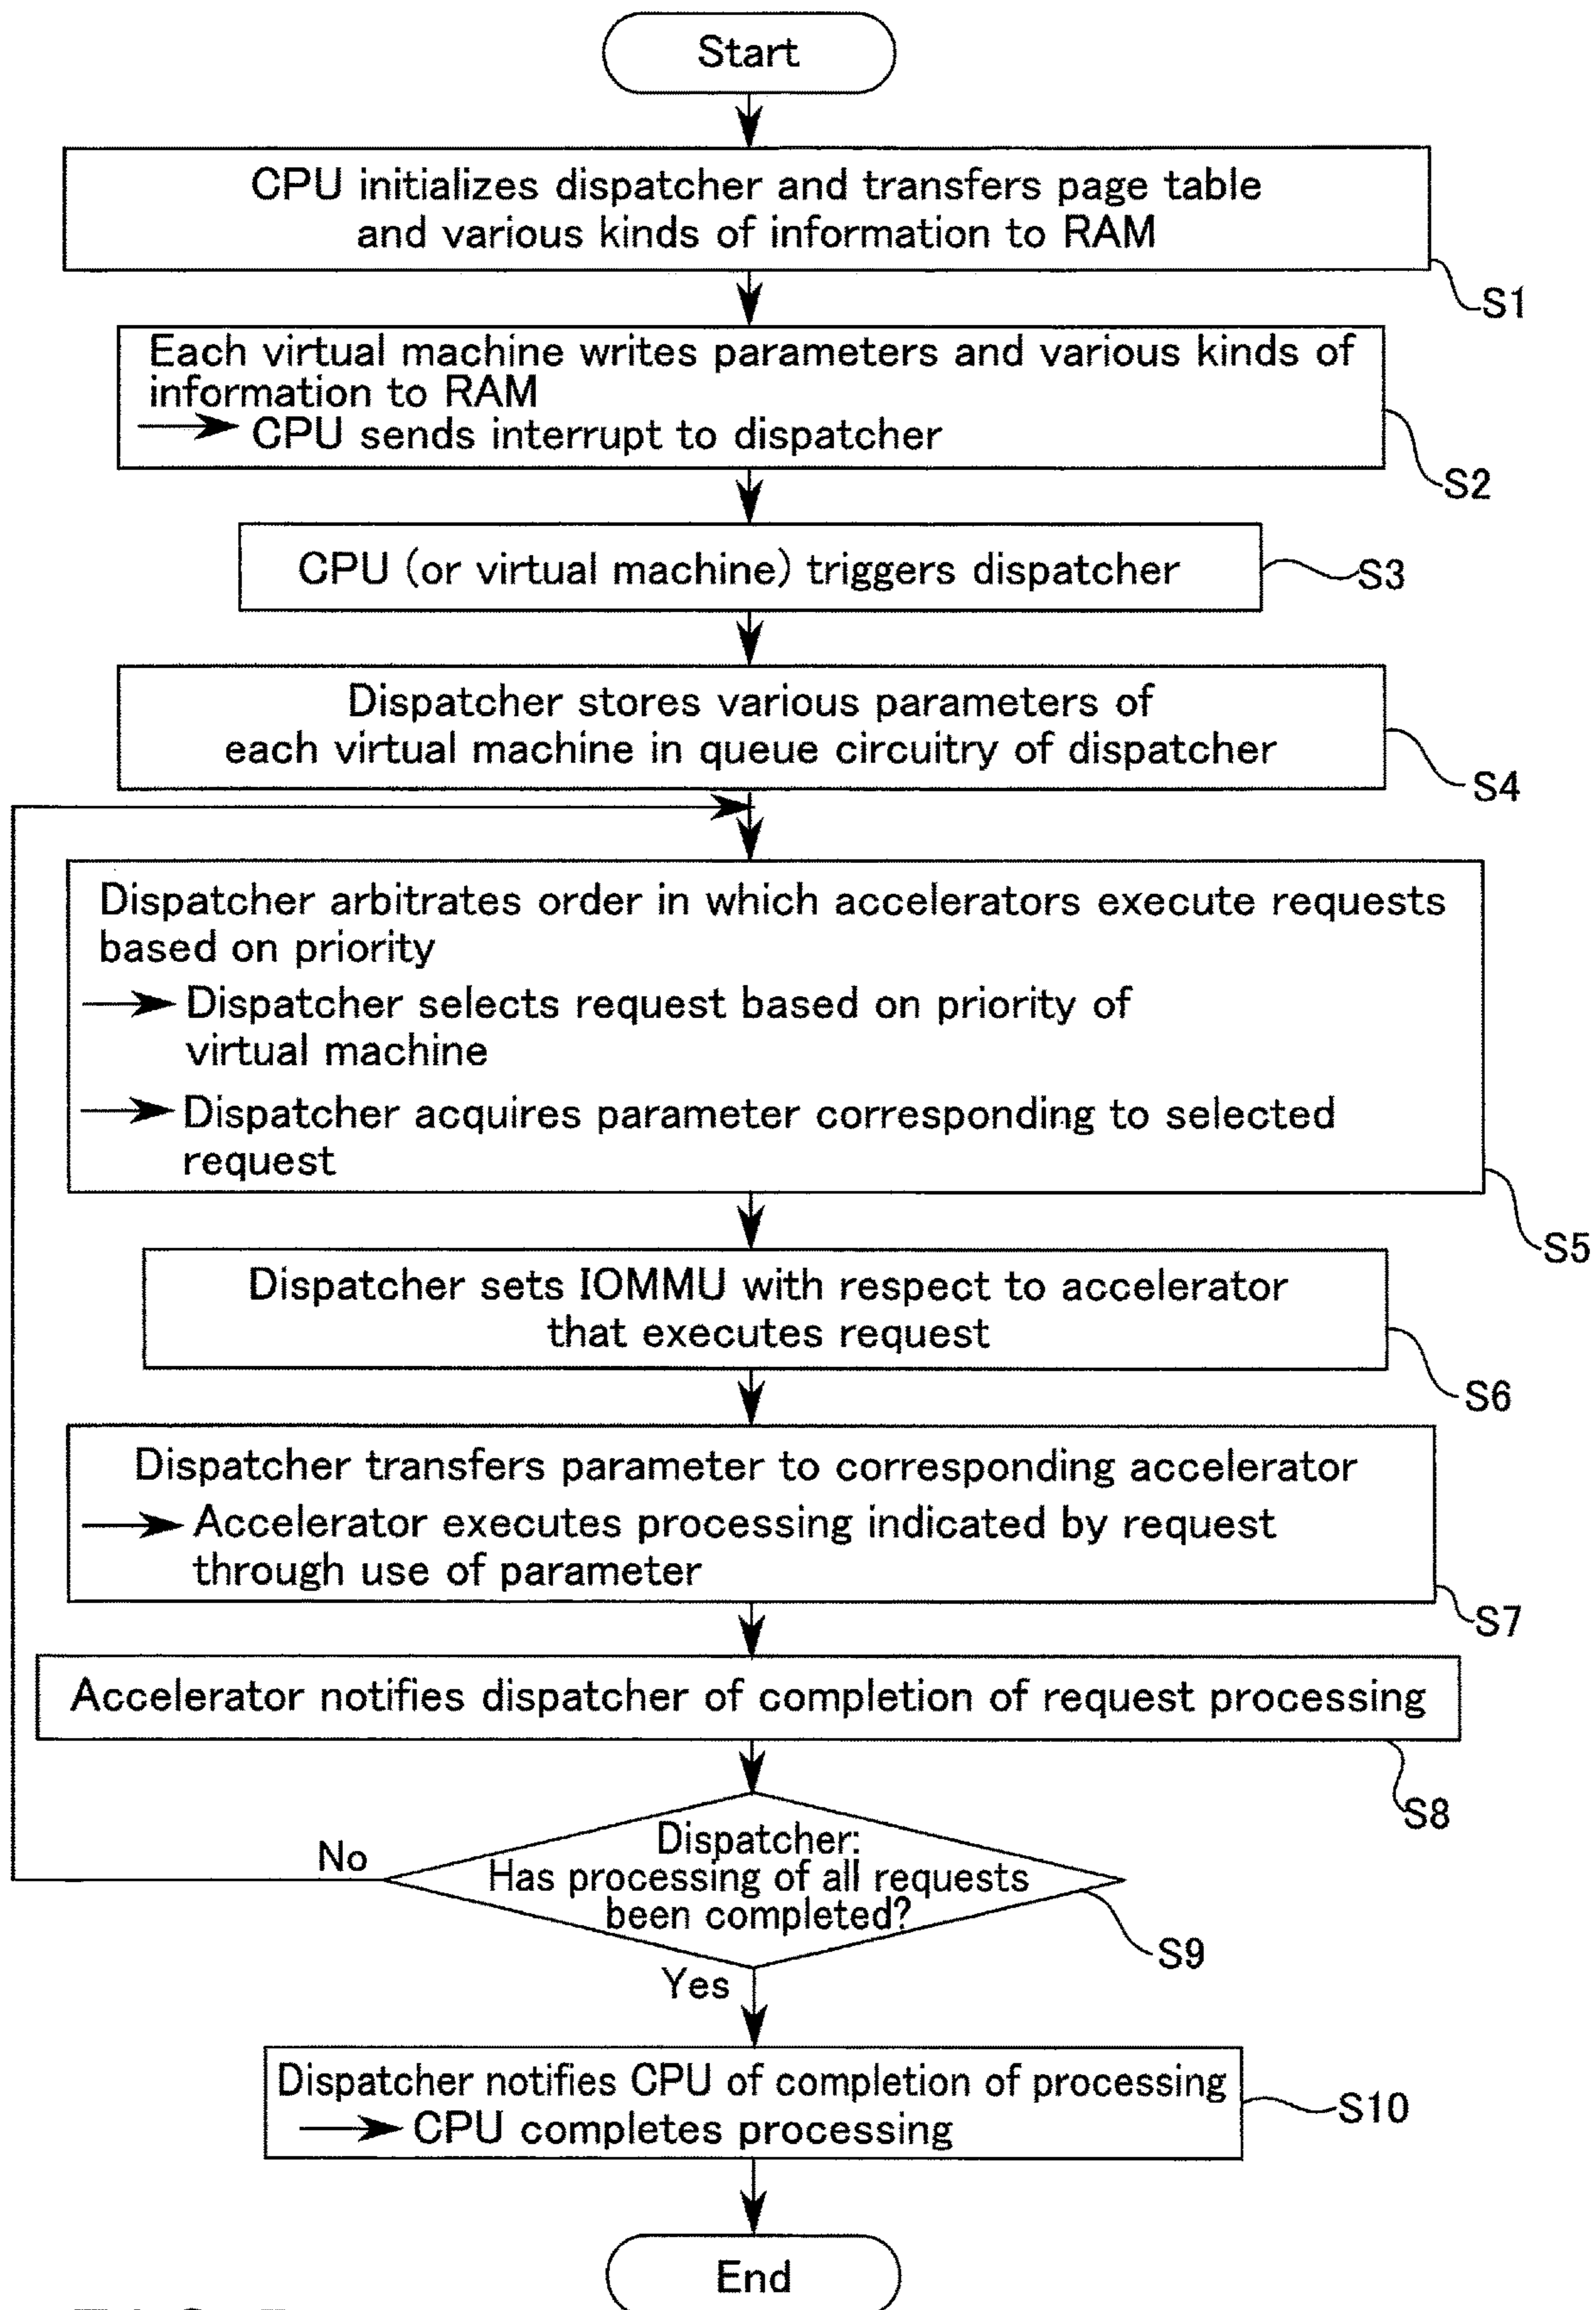 Start
CPU initializes dispatcher and transfers page table
and various kinds of information to RAM
S1
Each virtual machine writes parameters and various kinds of
information to RAM
CPU sends interrupt to dispatcher
S2
CPU (or virtual machine) triggers dispatcher
S3
Dispatcher stores various parameters of
each virtual machine in queue circuitry of dispatcher
S4
Dispatcher arbitrates order in which accelerators execute requests
based on priority
Dispatcher selects request based on priority of
virtual machine
Dispatcher acquires parameter corresponding to selected
request
S5
Dispatcher sets IOMMU with respect to accelerator
that executes request
S6
Dispatcher transfers parameter to corresponding accelerator
Accelerator executes processing indicated by request
through use of parameter
S7
Accelerator notifies dispatcher of completion of request processing
S8
Dispatcher:
Has processing of all requests
been completed?
No
S9
Yes
Dispatcher notifies CPU of completion of processing
CPU completes processing
S10
End